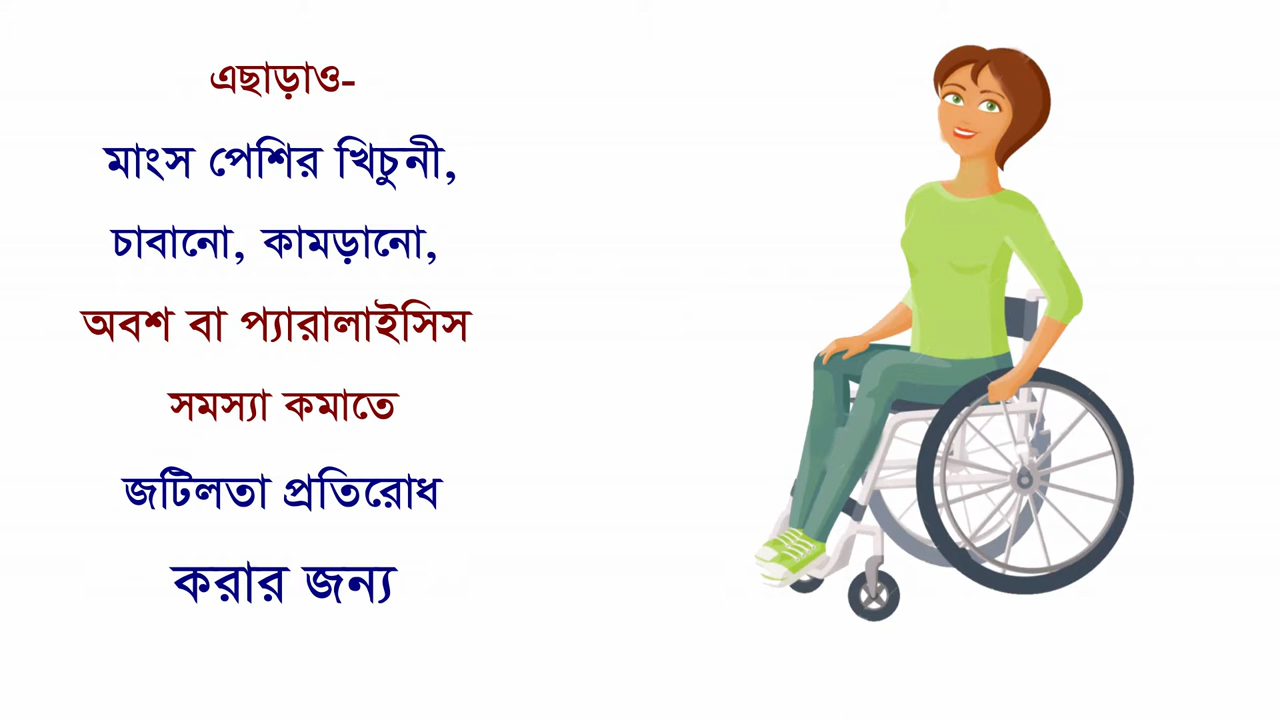 এছাড়াও-
মাংস পেশির খিচুনী,
চাবানো, কামড়ানো,
অবশ বা প্যারালাইসিস
সমস্যা কমাতে
জটিলতা প্রতিরোধ
করার জন্য